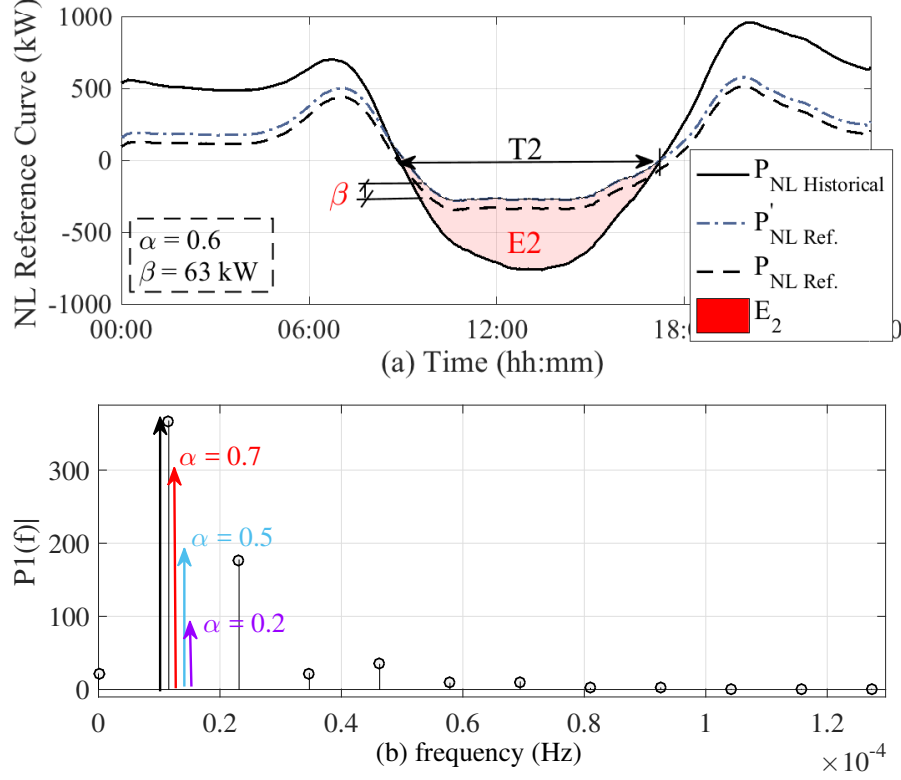 NL Reference Curve (kW)
1000
500
0
-500
-1000
T2
β
E2
α = 0.6
β = 63 kW
P NL Historical
P' NL Ref.
P NL Ref.
E2
00:00 06:00 12:00 18:0 0
(a) Time (hh:mm)
P1(f)|
300
200
100
0
α = 0.7
α = 0.5
α = 0.2
0 0.2 0.4 0.6 0.8 1 1.2
(b) frequency (Hz)
×10-4